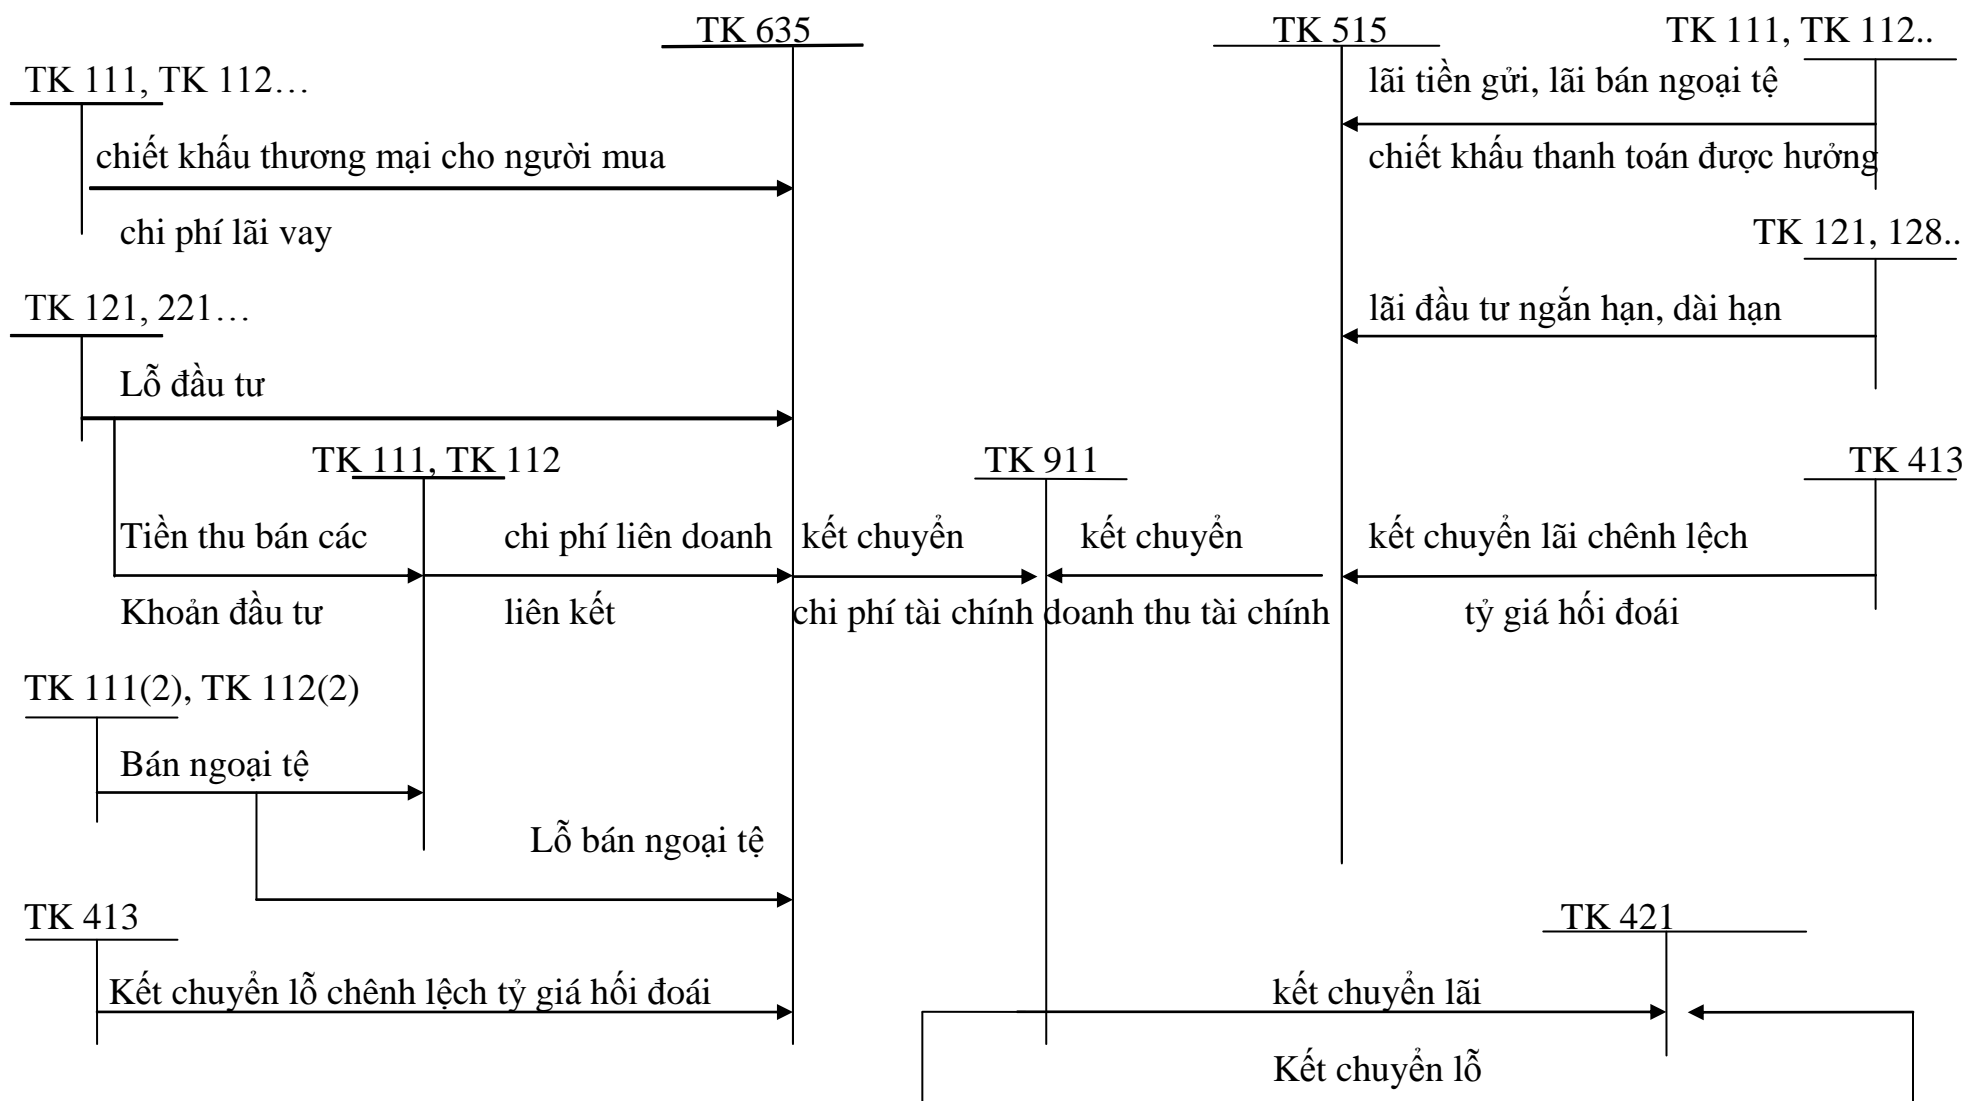 TK 635
TK 515
TK 111, TK 112..
TK 111, TK 112…
lãi tiền gửi, lãi bán ngoại tệ
chiết khấu thương mại cho người mua
chiết khấu thanh toán được hưởng
chi phí lãi vay
TK 121, 128..
TK 121, 221…
lãi đầu tư ngắn hạn, dài hạn
Lỗ đầu tư
TK 111, TK 112
TK 911
TK 413
Tiền thu bán các
chi phí liên doanh
kết chuyển
kết chuyển
kết chuyển lãi chênh lệch
Khoản đầu tư
liên kết
chi phí tài chính
doanh thu tài chính
tỷ giá hối đoái
TK 111(2), TK 112(2)
Bán ngoại tệ
Lỗ bán ngoại tệ
TK 413
TK 421
Kết chuyển lỗ chênh lệch tỷ giá hối đoái
kết chuyển lãi
Kết chuyển lỗ